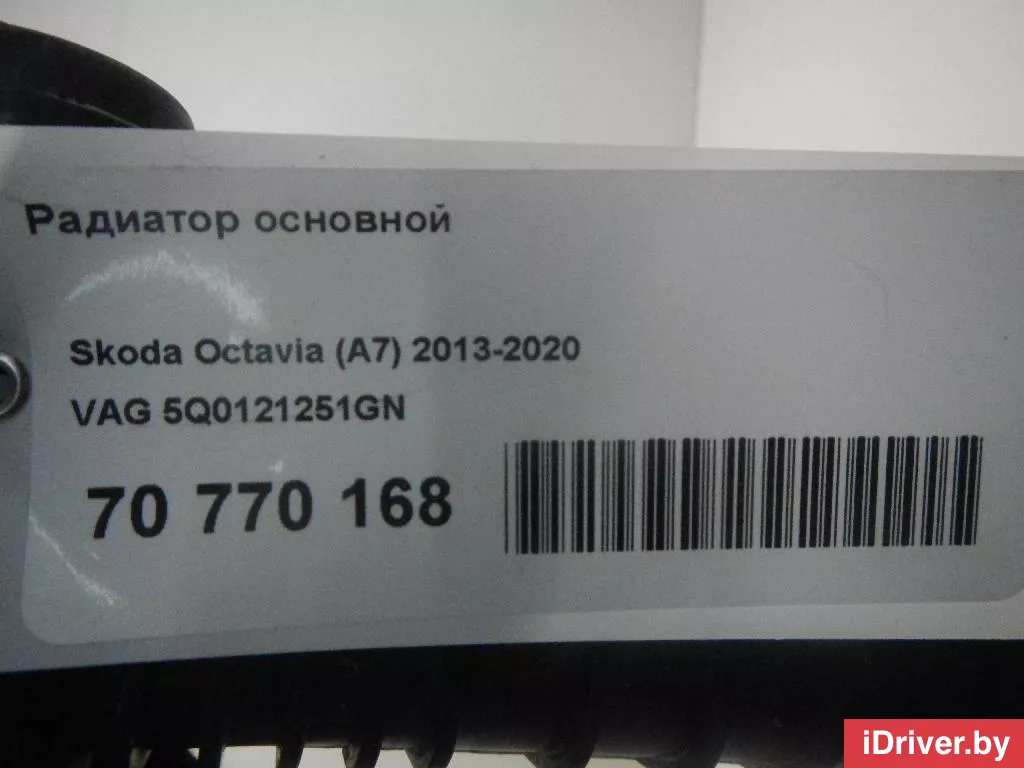 Радиатор основной
Skoda Octavia (A7) 2013-2020
VAG 5Q0121251GN
70 770 168
iDriver.by